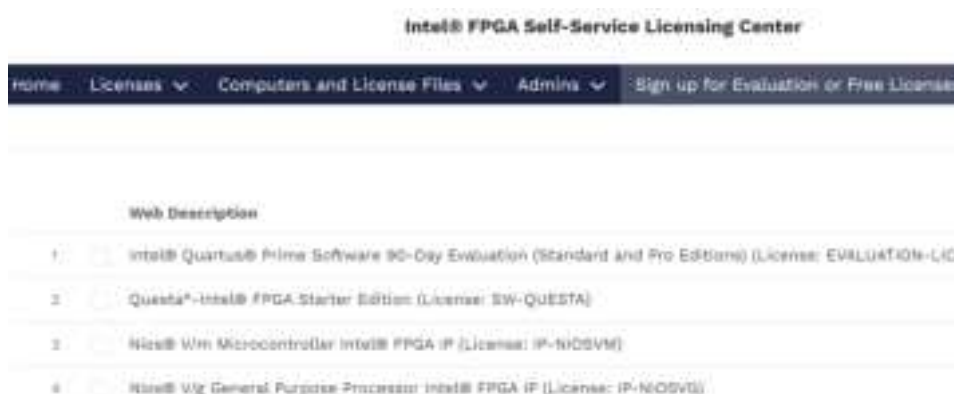 Intel® FPGA Self-Service Licensing Center
Home Licenses Computers and License Files Admins Sign up for Evaluation or Free Licenses
Web Description
1 Intel® Quartus® Prime Software 90-Day Evaluation (Standard and Pro Editions) (License: EVALUATION-LIC
2 Questa*-Intel® FPGA Starter Edition (License: SW-QUESTA)
3 Nios® V/m Microcontroller Intel® FPGA IP (License: IP-NIOSVM)
4 Nios® V/g General Purpose Processor Intel® FPGA IP (License: IP-NIOSVG)